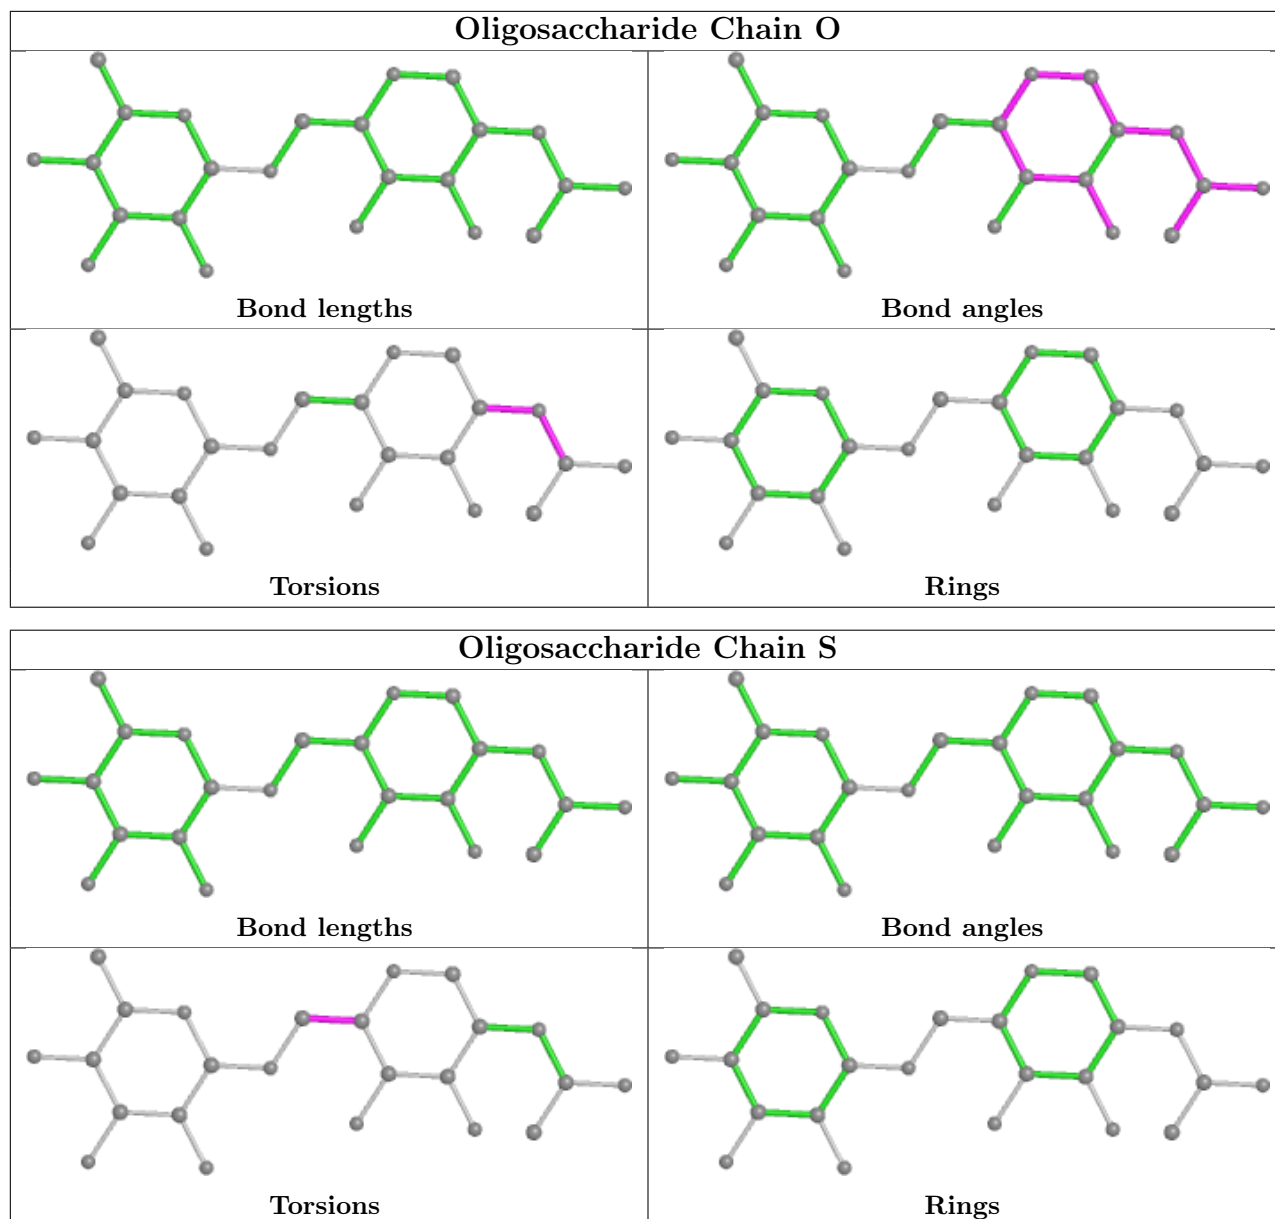 Oligosaccharide Chain O
Bond lengths
Bond angles
Torsions
Rings
Oligosaccharide Chain S
Bond lengths
Bond angles
Torsions
Rings